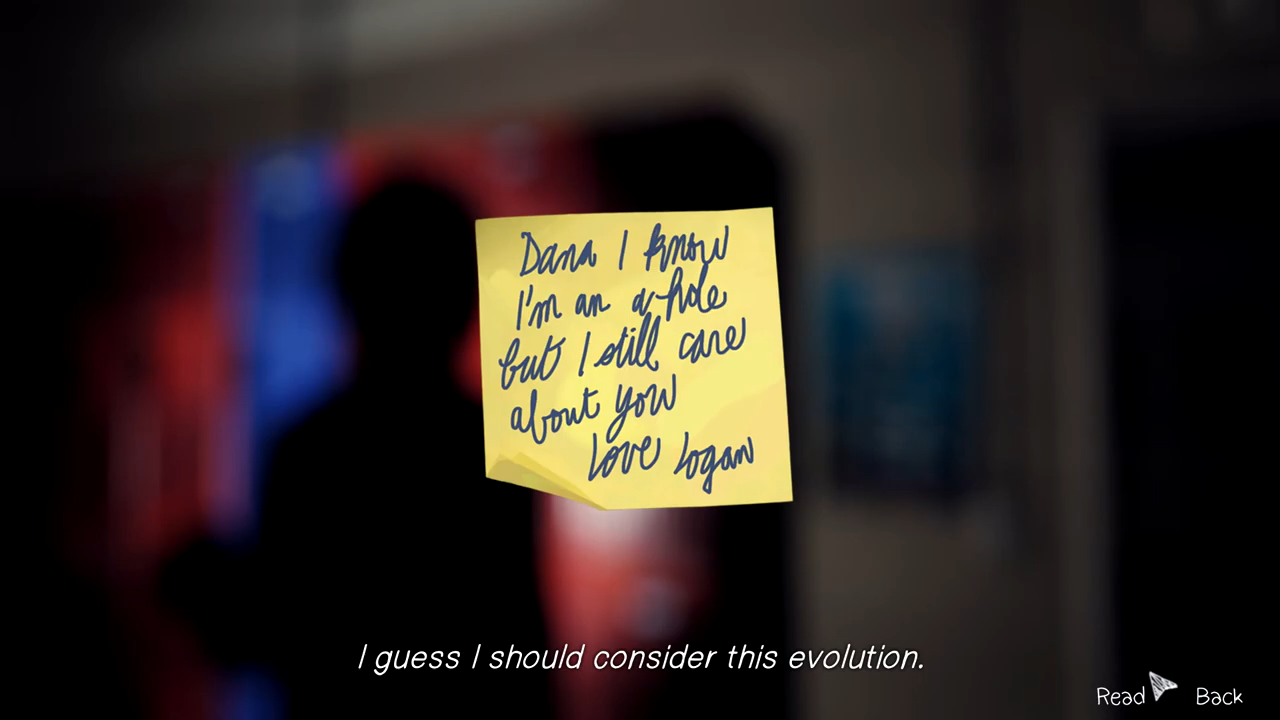 Dana I know
I'm an a-hole
but I still care
about you
Love Logan
I guess I should consider this evolution.
Read Back